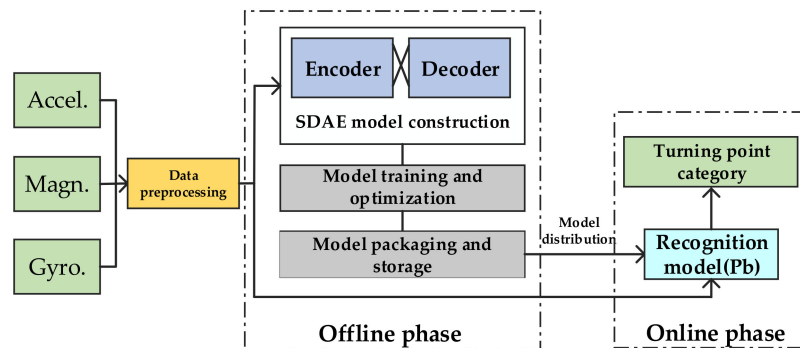 Accel.
Magn.
Gyro.
Data
preprocessing
Encoder
Decoder
SDAE model construction
Model training and
optimization
Model packaging and
storage
Offline phase
Model
distribution
Turning point
category
Recognition
model(Pb)
Online phase